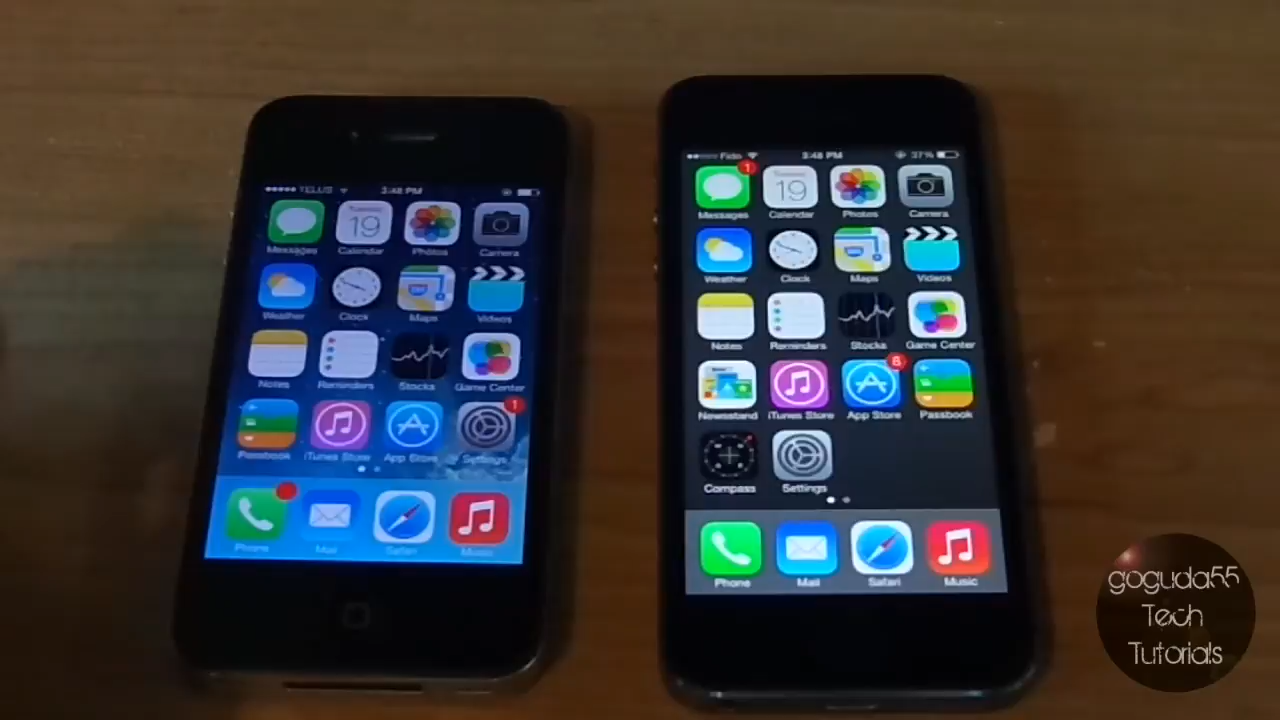 TELUS 3:48 PM
Messages Calendar Photos Camera
Tuesday
19
Weather Clock Maps Videos
Notes Reminders Stocks Game Center
1
Passbook iTunes Store App Store Settings
Phone Mail Safari Music
Fido 3:48 PM 37%
1
19
Messages Calendar Photos Camera
Weather Clock Maps Videos
Notes Reminders Stocks Game Center
6
Newsstand iTunes Store App Store Passbook
Compass Settings
Phone Mail Safari Music
goguda55
Tech
Tutorials